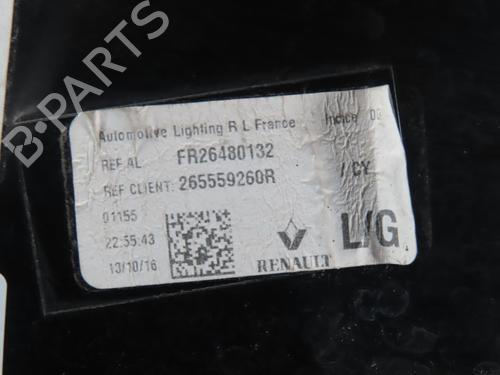 B-PARTS
Automotive Lighting R L France Indice
REF AL FR26480132
REF CLIENT: 265559260R / CY
01155
22:55:43
13/10/16 RENAULT L/G